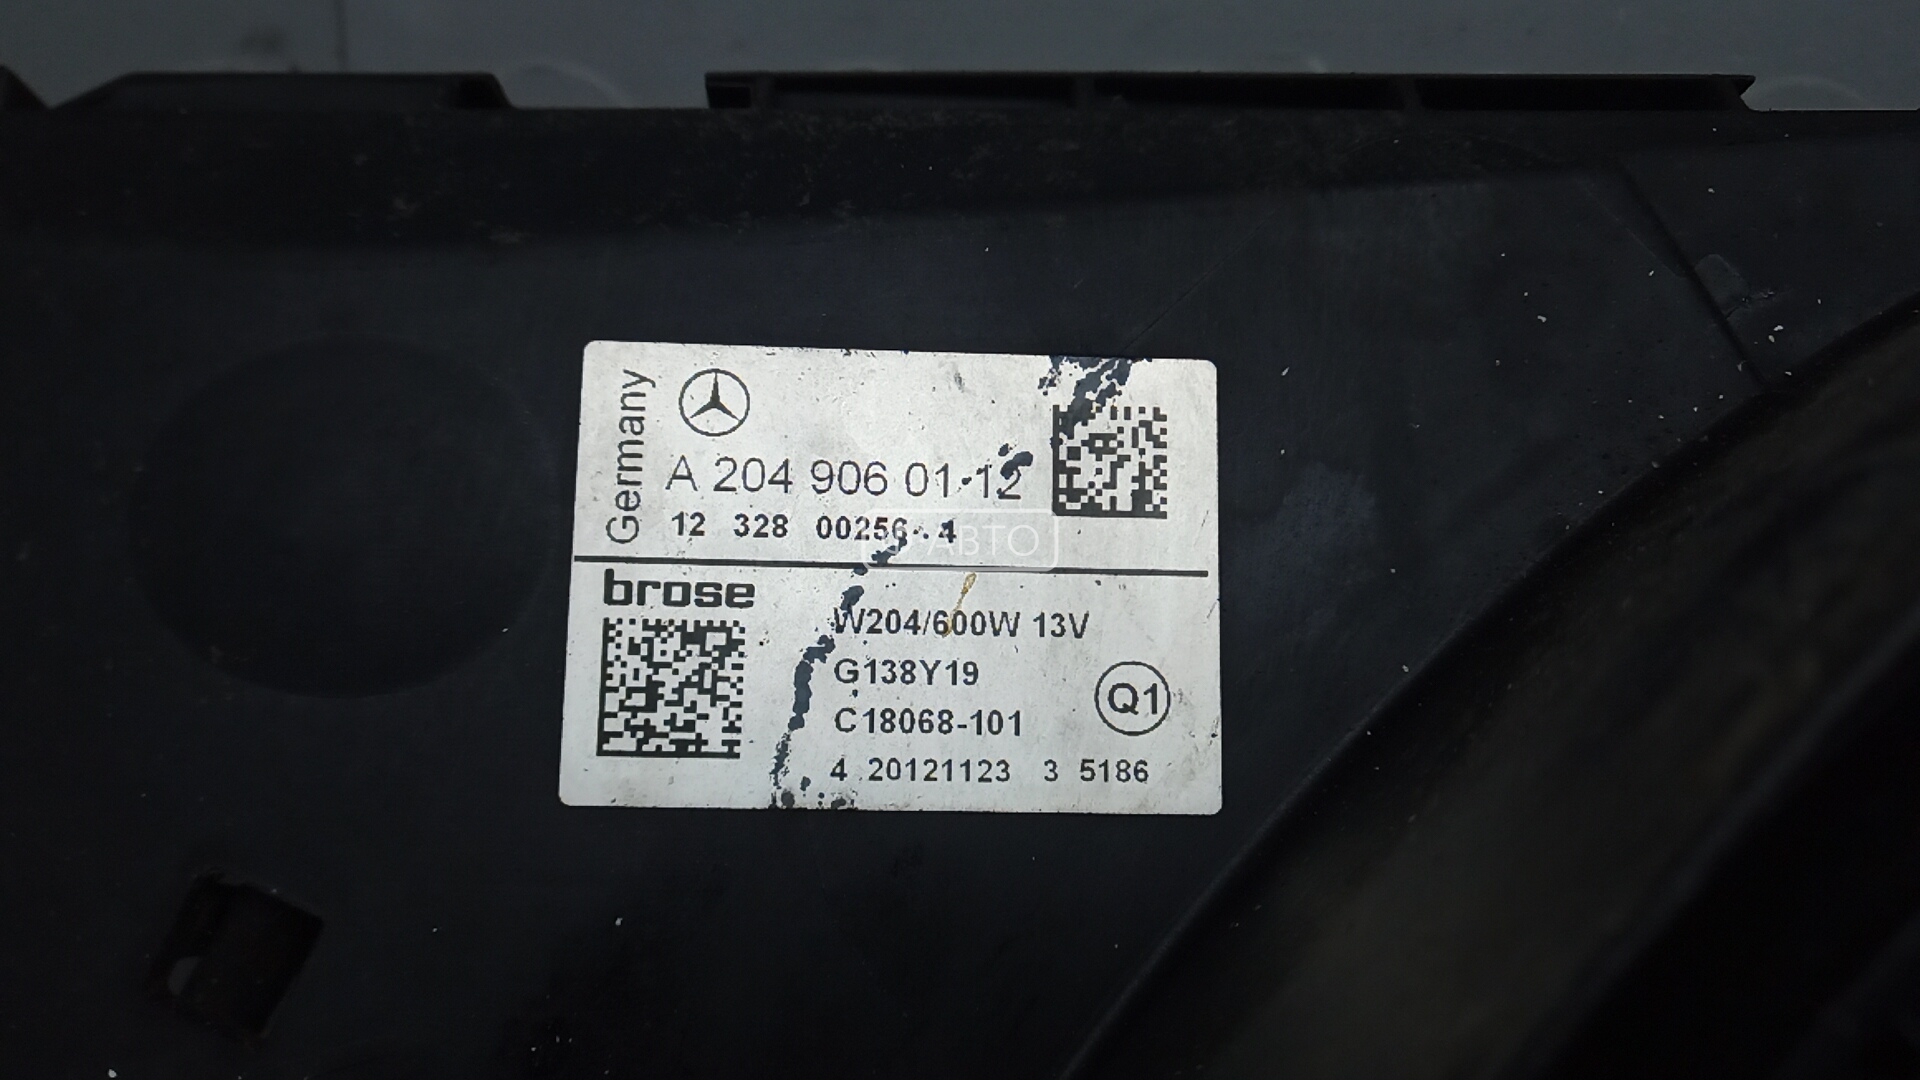 Germany
A 204 906 01 12
12 328 00256 4
АВТО
brose
W204/600W 13V
G138Y19
C18068-101
Q1
4 20121123 3 5186